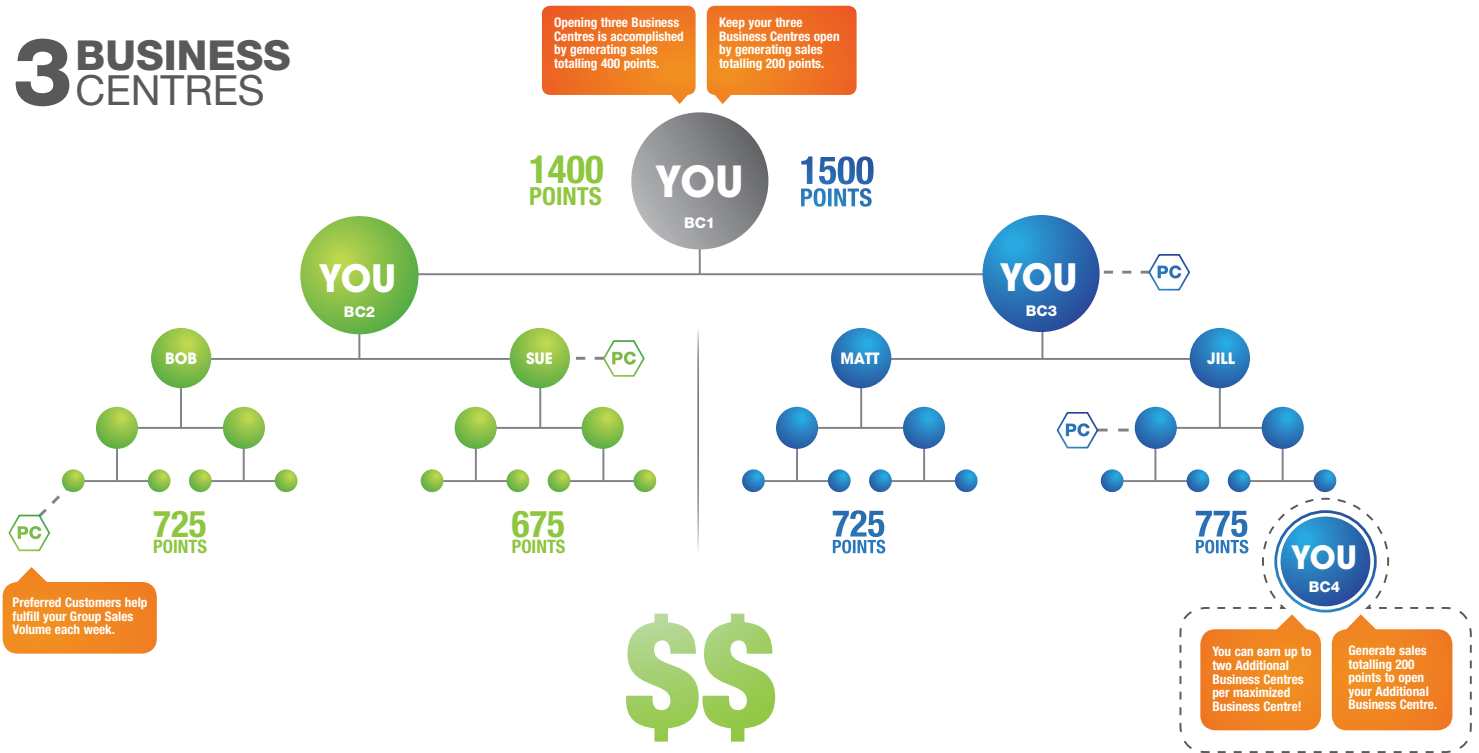 3 BUSINESS
CENTRES
Opening three Business
Centres is accomplished
by generating sales
totalling 400 points.
Keep your three
Business Centres open
by generating sales
totalling 200 points.
1400
POINTS
YOU
BC1
1500
POINTS
YOU
BC2
YOU
BC3
PC
BOB
SUE
PC
MATT
JILL
PC
PC
725
POINTS
675
POINTS
725
POINTS
775
POINTS
YOU
BC4
Preferred Customers help
fulfill your Group Sales
Volume each week.
$$
You can earn up to
two Additional
Business Centres
per maximized
Business Centre!
Generate sales
totalling 200
points to open
your Additional
Business Centre.